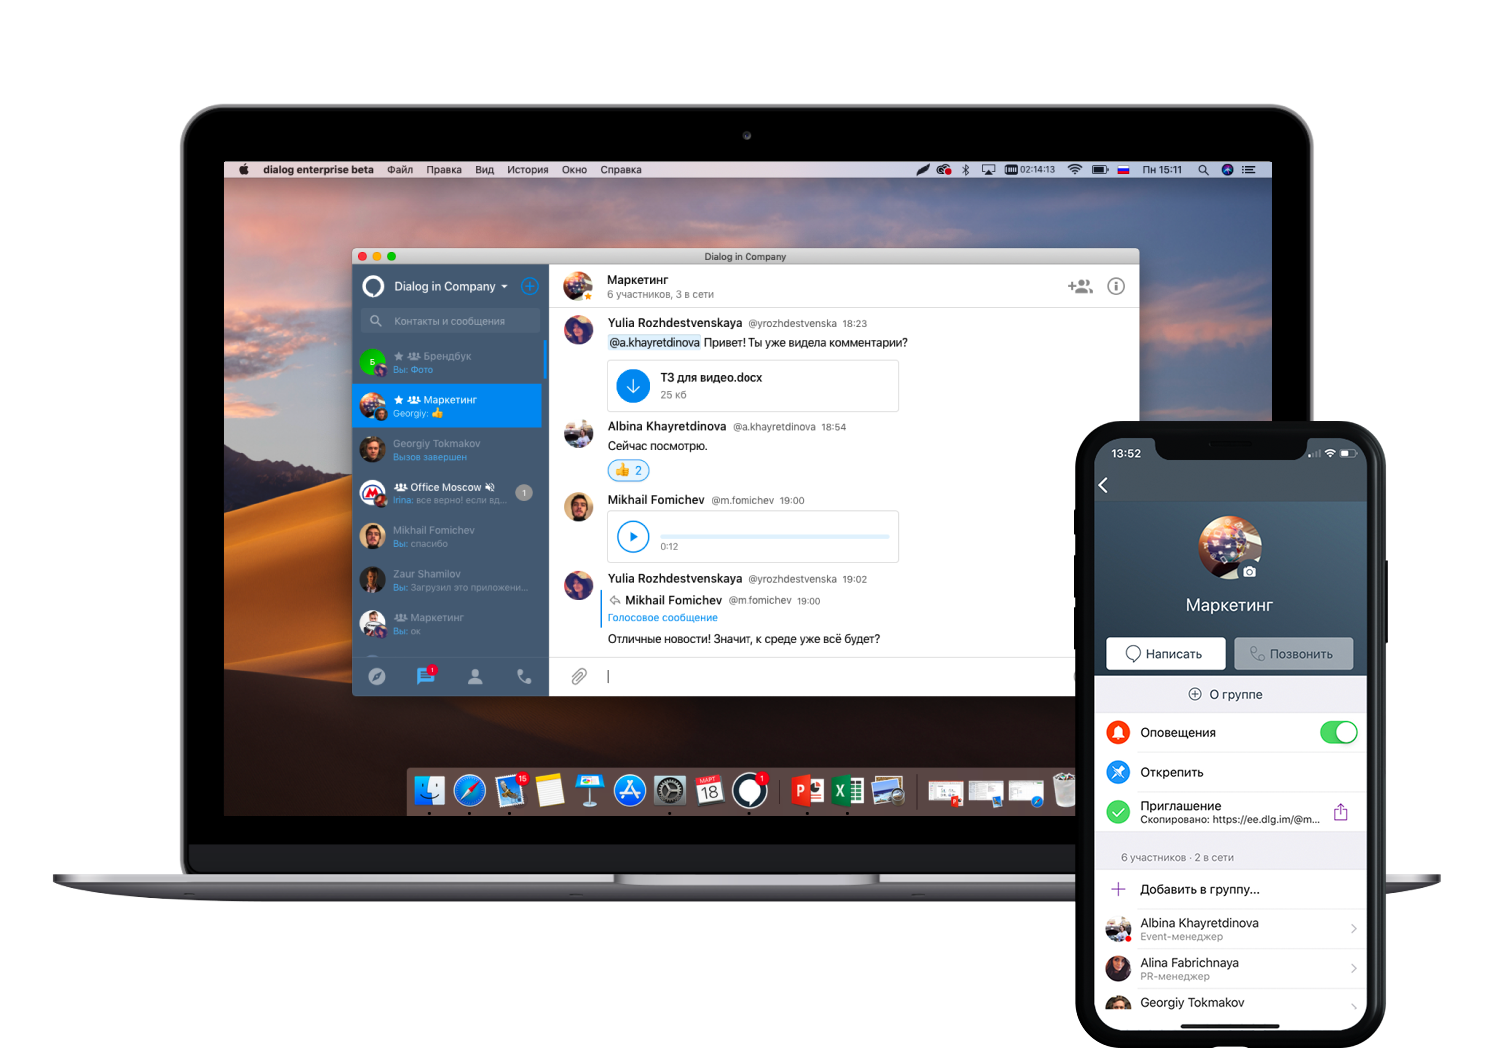 dialog enterprise beta Файл Правка Вид История Окно Справка 02:14:13 Пн 15:11
Dialog in Company
Dialog in Company
Контакты и сообщения
Б
Брендбук
Вы: Фото
Маркетинг
Georgiy:
Georgiy Tokmakov
Вызов завершен
Office Moscow
Irina: все верно! если вд...
1
Mikhail Fomichev
Вы: спасибо
Zaur Shamilov
Вы: Загрузил это приложени...
Маркетинг
Вы: ок
1
Маркетинг
6 участников, 3 в сети
Yulia Rozhdestvenskaya @yrozhdestvenska 18:23
@a.khayretdinova Привет! Ты уже видела комментарии?
ТЗ для видео.docx
25 кб
Albina Khayretdinova @a.khayretdinova 18:54
Сейчас посмотрю.
2
Mikhail Fomichev @m.fomichev 19:00
0:12
Yulia Rozhdestvenskaya @yrozhdestvenska 19:02
Mikhail Fomichev @m.fomichev 19:00
Голосовое сообщение
Отличные новости! Значит, к среде уже всё будет?
15
МАРТ
18
1
P
X
13:52
Маркетинг
Написать
Позвонить
О группе
Оповещения
Открепить
Приглашение
Скопировано: https://ee.dlg.im/@m...
6 участников · 2 в сети
Добавить в группу...
Albina Khayretdinova
Event-менеджер
Alina Fabrichnaya
PR-менеджер
Georgiy Tokmakov